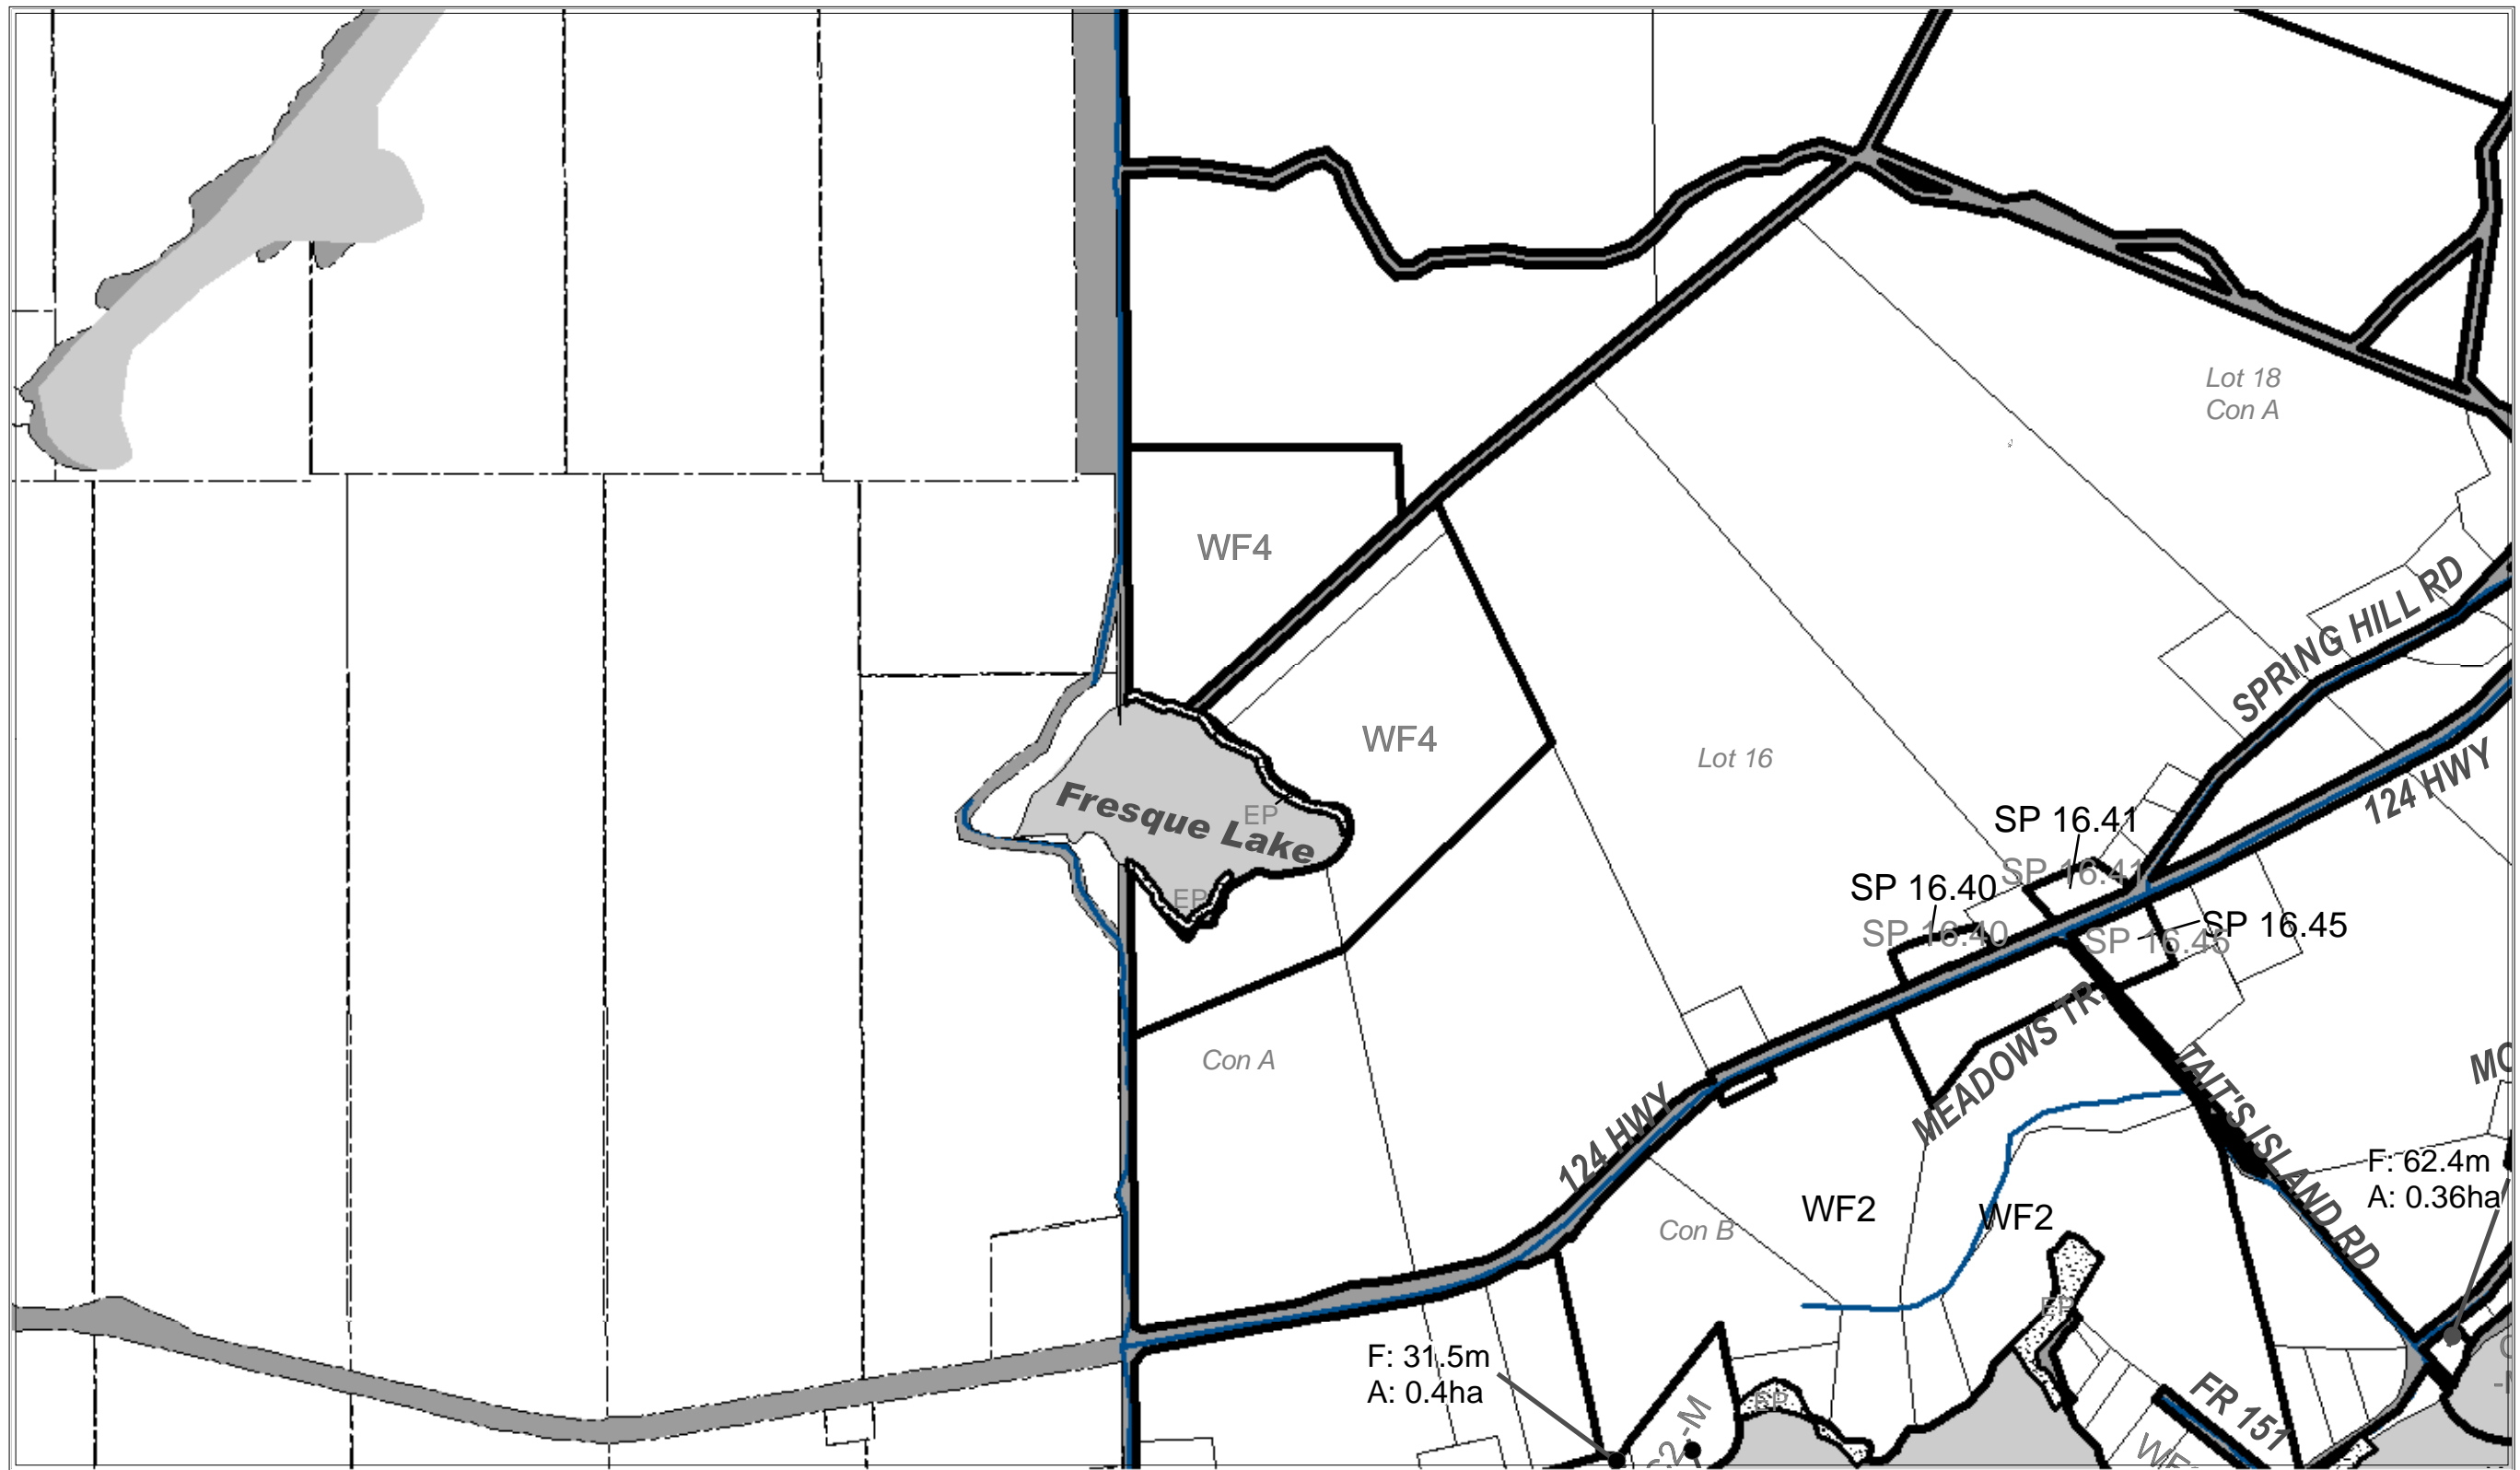 Lot 18
Con A
WF4
SPRING HILL RD
WF4
Lot 16
124 HWY
Fresque Lake
EP
SP 16.41
SP 16.41
SP 16.40
SP 16.40
SP 16.45
SP 16.45
EP
MEADOWS TR
Con A
TAIT'S ISLAND RD
124 HWY
F: 62.4m
A: 0.36ha
WF2
WF2
Con B
EP
F: 31.5m
A: 0.4ha
EP
FR 151